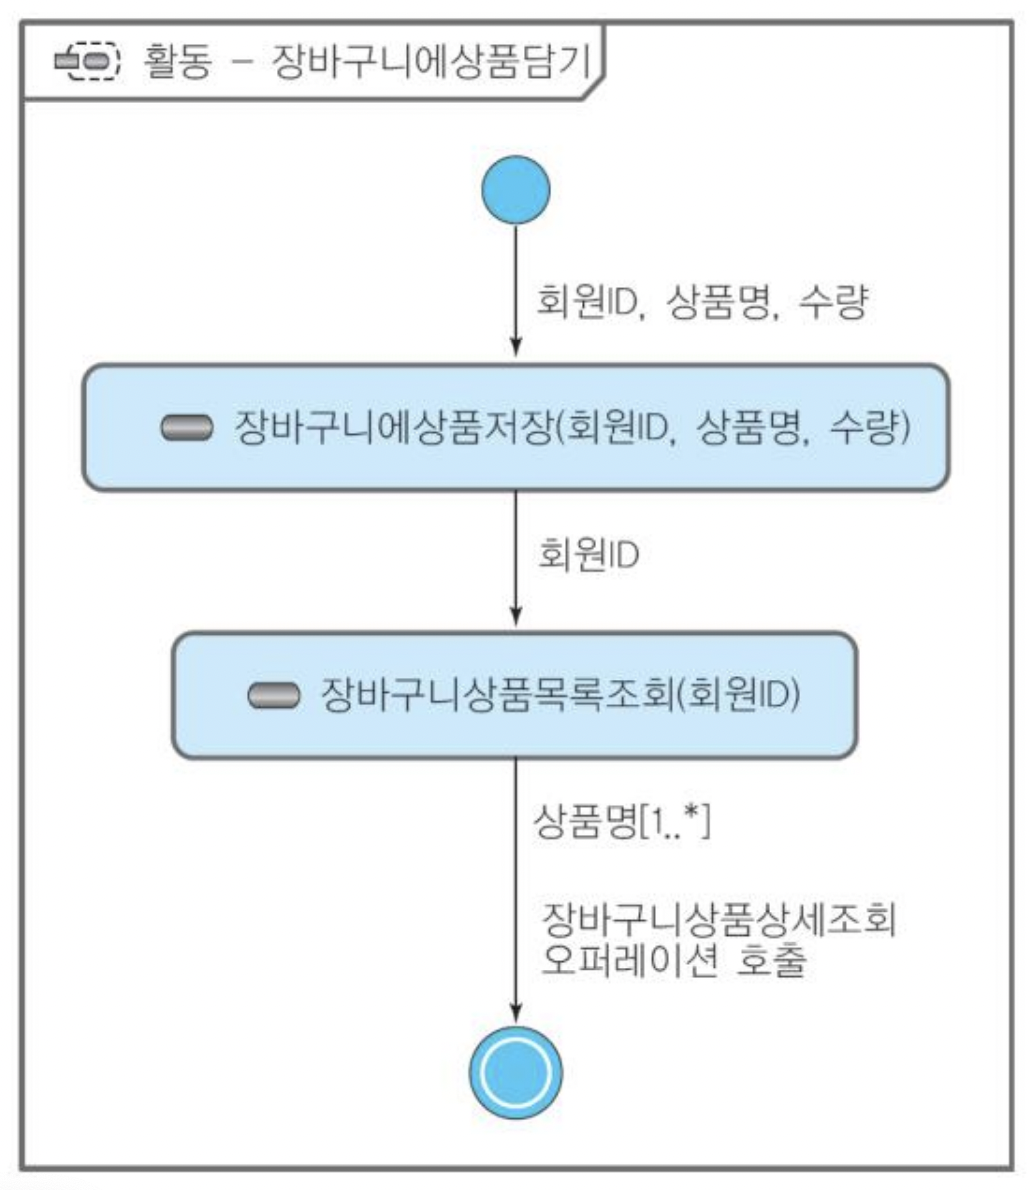 활동 - 장바구니에상품담기
회원ID, 상품명, 수량
장바구니에상품저장(회원ID, 상품명, 수량)
회원ID
장바구니상품목록조회(회원ID)
상품명[1..*]
장바구니상품상세조회
오퍼레이션 호출